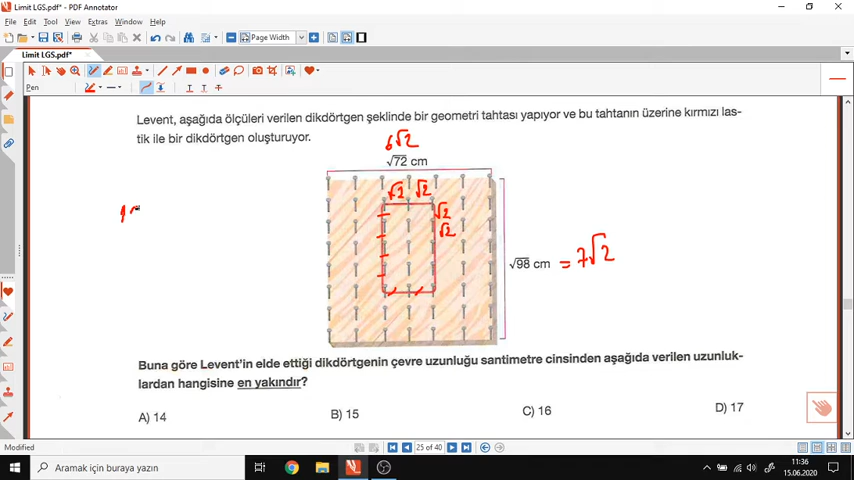 Limit LGS.pdf* - PDF Annotator
File Edit Tool View Extras Window Help
Page Width
Limit LGS.pdf*
Pen
Levent, aşağıda ölçüleri verilen dikdörtgen şeklinde bir geometri tahtası yapıyor ve bu tahtanın üzerine kırmızı las-
tik ile bir dikdörtgen oluşturuyor.
6√2
√72 cm
√2 √2
√2
√2
√98 cm = 7√2
Buna göre Levent'in elde ettiği dikdörtgenin çevre uzunluğu santimetre cinsinden aşağıda verilen uzunluk-
lardan hangisine en yakındır?
A) 14 B) 15 C) 16 D) 17
Modified
25 of 40
Aramak için buraya yazın
11:36
15.06.2020